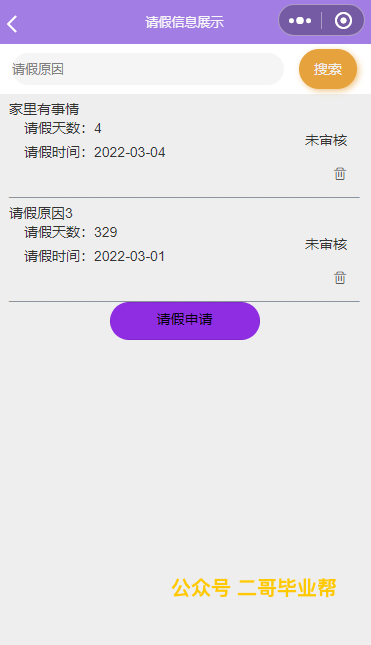 请假信息展示
请假原因
搜索
家里有事情
请假天数：4
未审核
请假时间：2022-03-04
请假原因3
请假天数：329
未审核
请假时间：2022-03-01
请假申请
公众号 二哥毕业帮